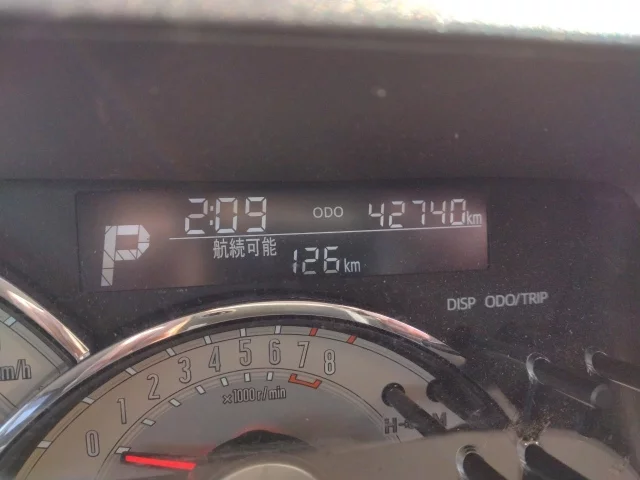 2:09 ODO 42740km
P
航続可能 126km
DISP ODO/TRIP
0 1 2 3 4 5 6 7 8
×1000r/min
m/h